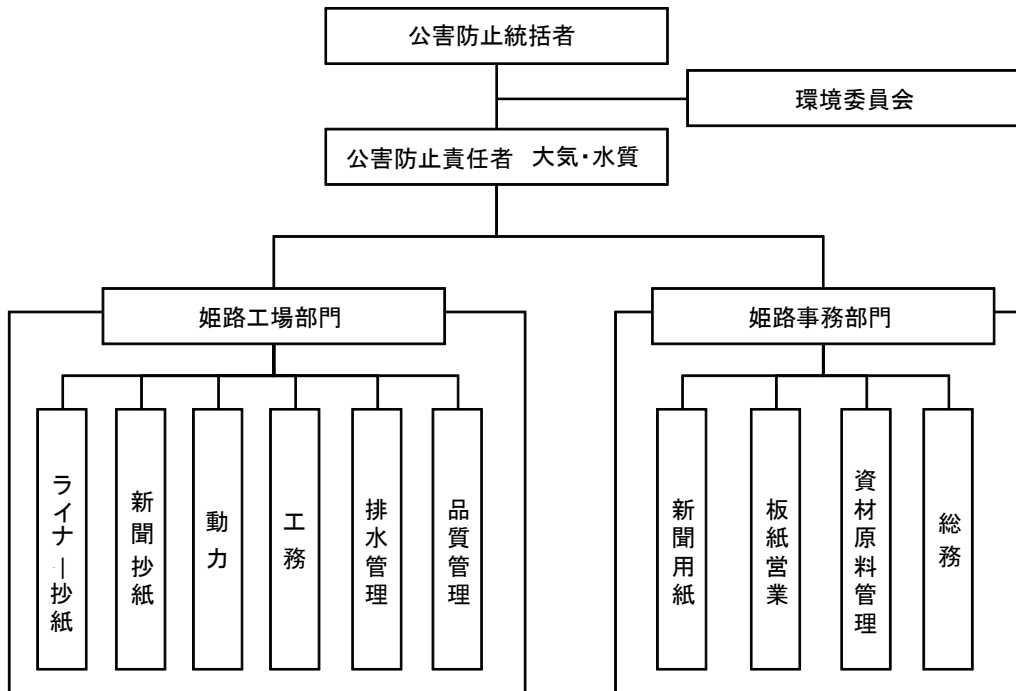 公害防止統括者
環境委員会
公害防止責任者 大気・水質
姫路工場部門
姫路事務部門
ライナー抄紙
新聞抄紙
動力
工務
排水管理
品質管理
新聞用紙
板紙営業
資材原料管理
総務